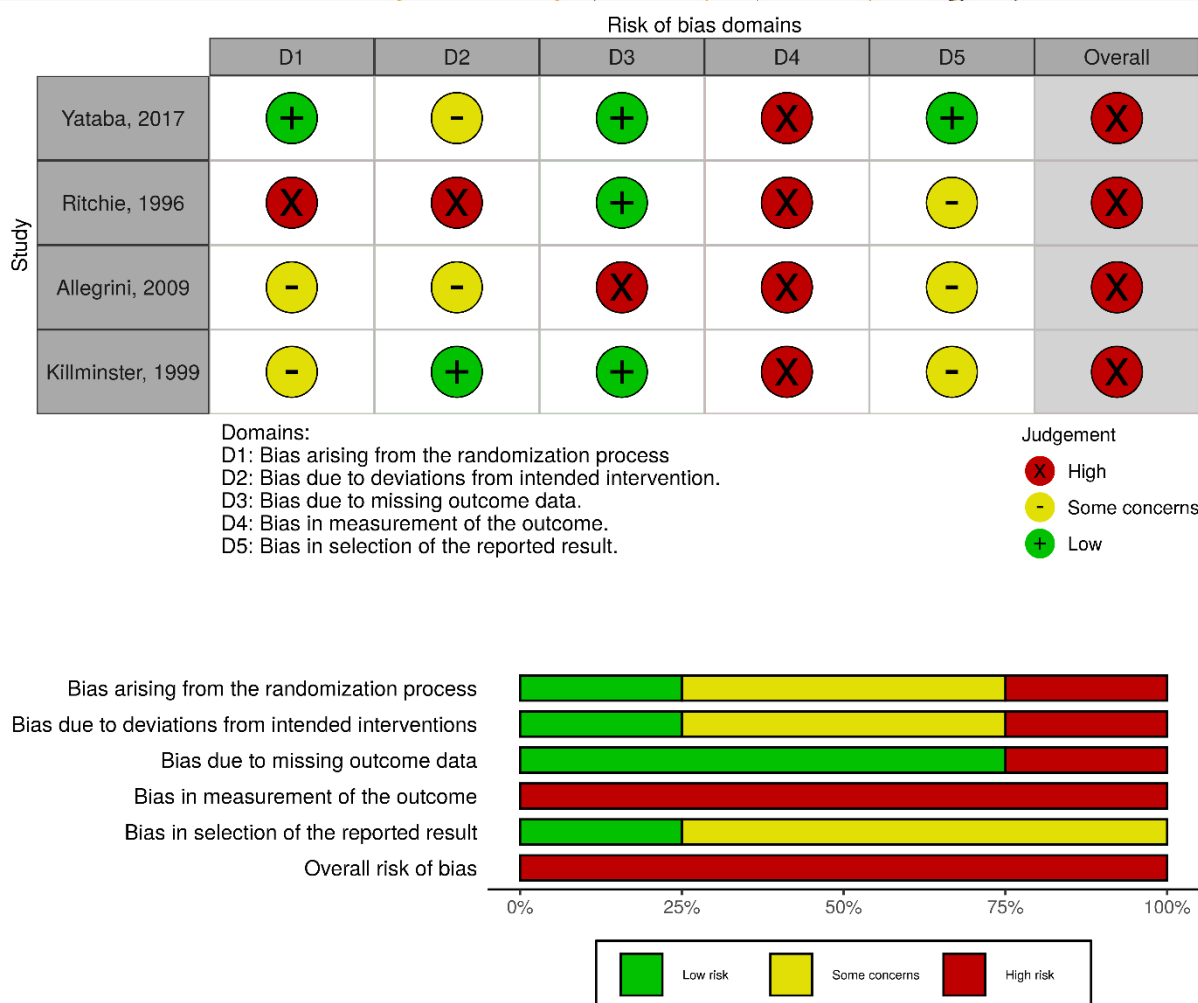 Risk of bias domains
D1 D2 D3 D4 D5 Overall
Study
Yataba, 2017 + - + X + X
Ritchie, 1996 X X + X - X
Allegrini, 2009 - - X X - X
Killminster, 1999 - + + X - X
Domains:
D1: Bias arising from the randomization process
D2: Bias due to deviations from intended intervention.
D3: Bias due to missing outcome data.
D4: Bias in measurement of the outcome.
D5: Bias in selection of the reported result.
Judgement
X High
- Some concerns
+ Low
Bias arising from the randomization process
Bias due to deviations from intended interventions
Bias due to missing outcome data
Bias in measurement of the outcome
Bias in selection of the reported result
Overall risk of bias
0% 25% 50% 75% 100%
Low risk Some concerns High risk